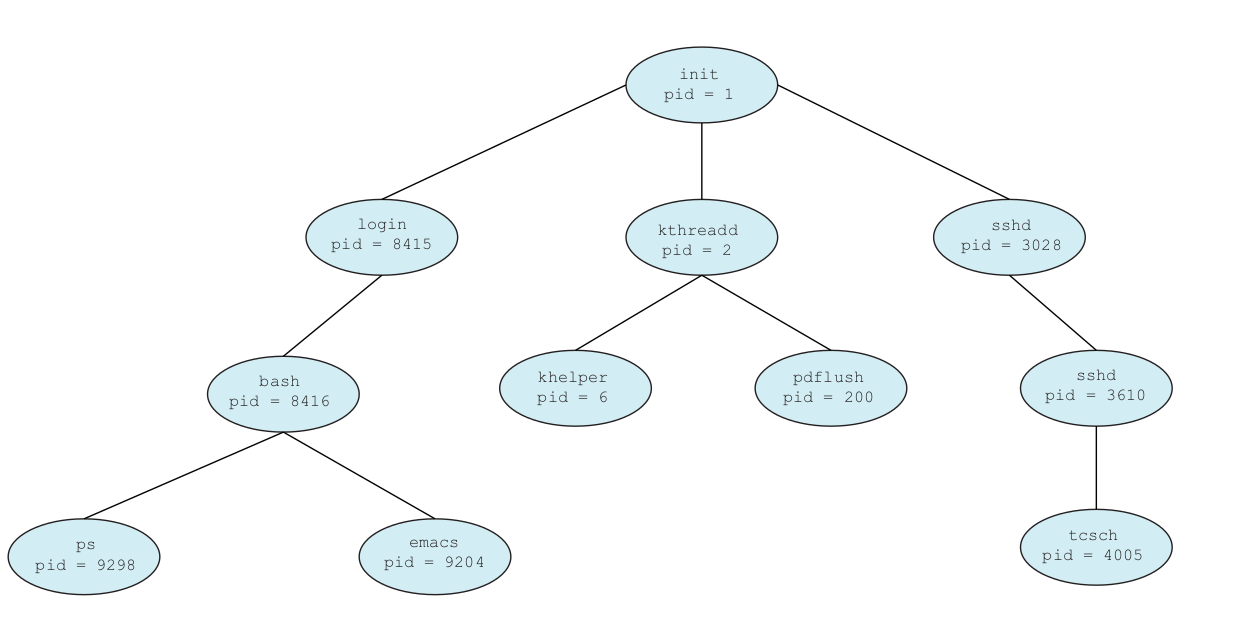 init
pid = 1
login
pid = 8415
kthreadd
pid = 2
sshd
pid = 3028
bash
pid = 8416
khelper
pid = 6
pdflush
pid = 200
sshd
pid = 3610
ps
pid = 9298
emacs
pid = 9204
tcsch
pid = 4005